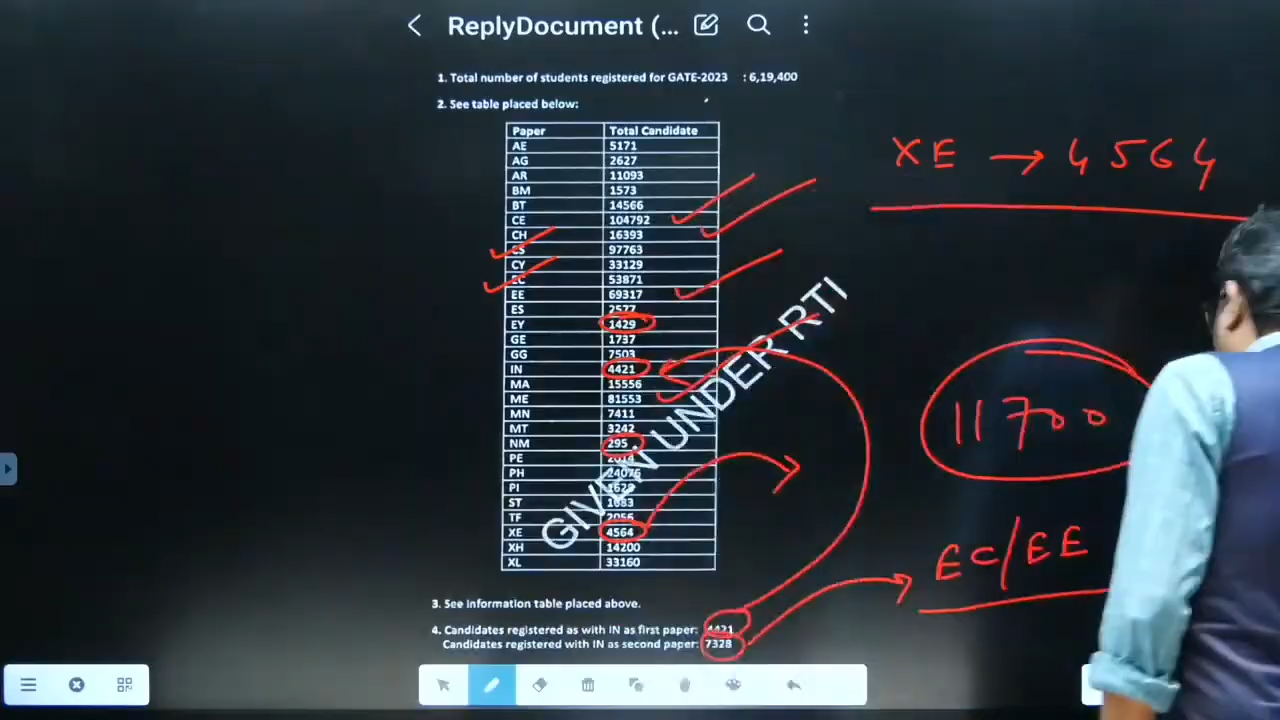 ReplyDocument (...
1. Total number of students registered for GATE-2023 : 6,19,400
2. See table placed below:
Paper Total Candidate
AE 5171
AG 2627
AR 11093
BM 1573
BT 14566
CE 104792
CH 16393
CS 97763
CY 33129
EC 53871
EE 69317
ES 2577
EY 1429
GE 1737
GG 7503
IN 4421
MA 15556
ME 81553
MN 7411
MT 3242
NM 295
PE
PH 24076
PI
ST
TF 2056
XE 4564
XH 14200
XL 33160
GIVEN UNDER RTI
3. See information table placed above.
4. Candidates registered as with IN as first paper: 4421
Candidates registered with IN as second paper: 7328
XE → 4564
11700
EC/EE